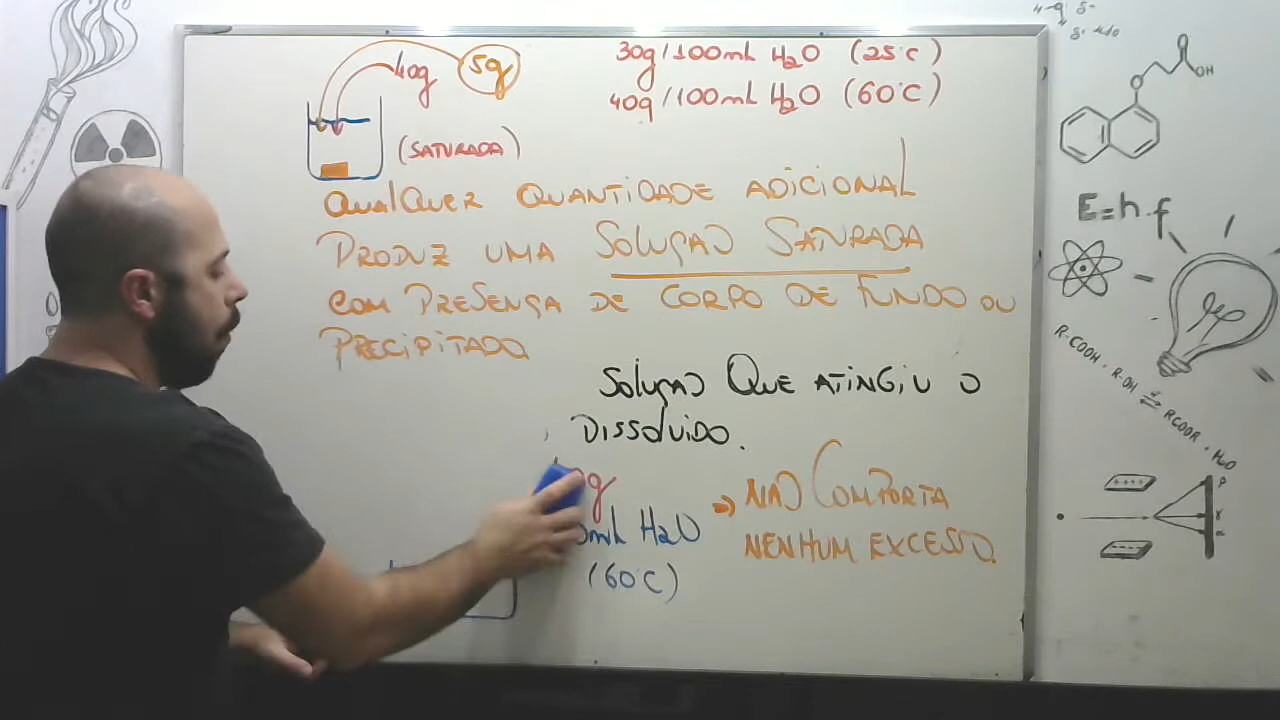 40g 5g
30g/100ml H2O (25°C)
40g/100ml H2O (60°C)
(SATURADA)
QUALQUER QUANTIDADE ADICIONAL
PRODUZ UMA SOLUÇÃO SATURADA
COM PRESENÇA DE CORPO DE FUNDO OU
PRECIPITADO
SOLUÇÃO QUE ATINGIU O
DISSOLVIDO.
g
ml H2O
(60°C)
⇒ NÃO COMPORTA
NENHUM EXCESSO.
OH
O
E=h.f
R-COOH + R-OH ⇌ RCOOR + H2O
++++
----
β
γ
α